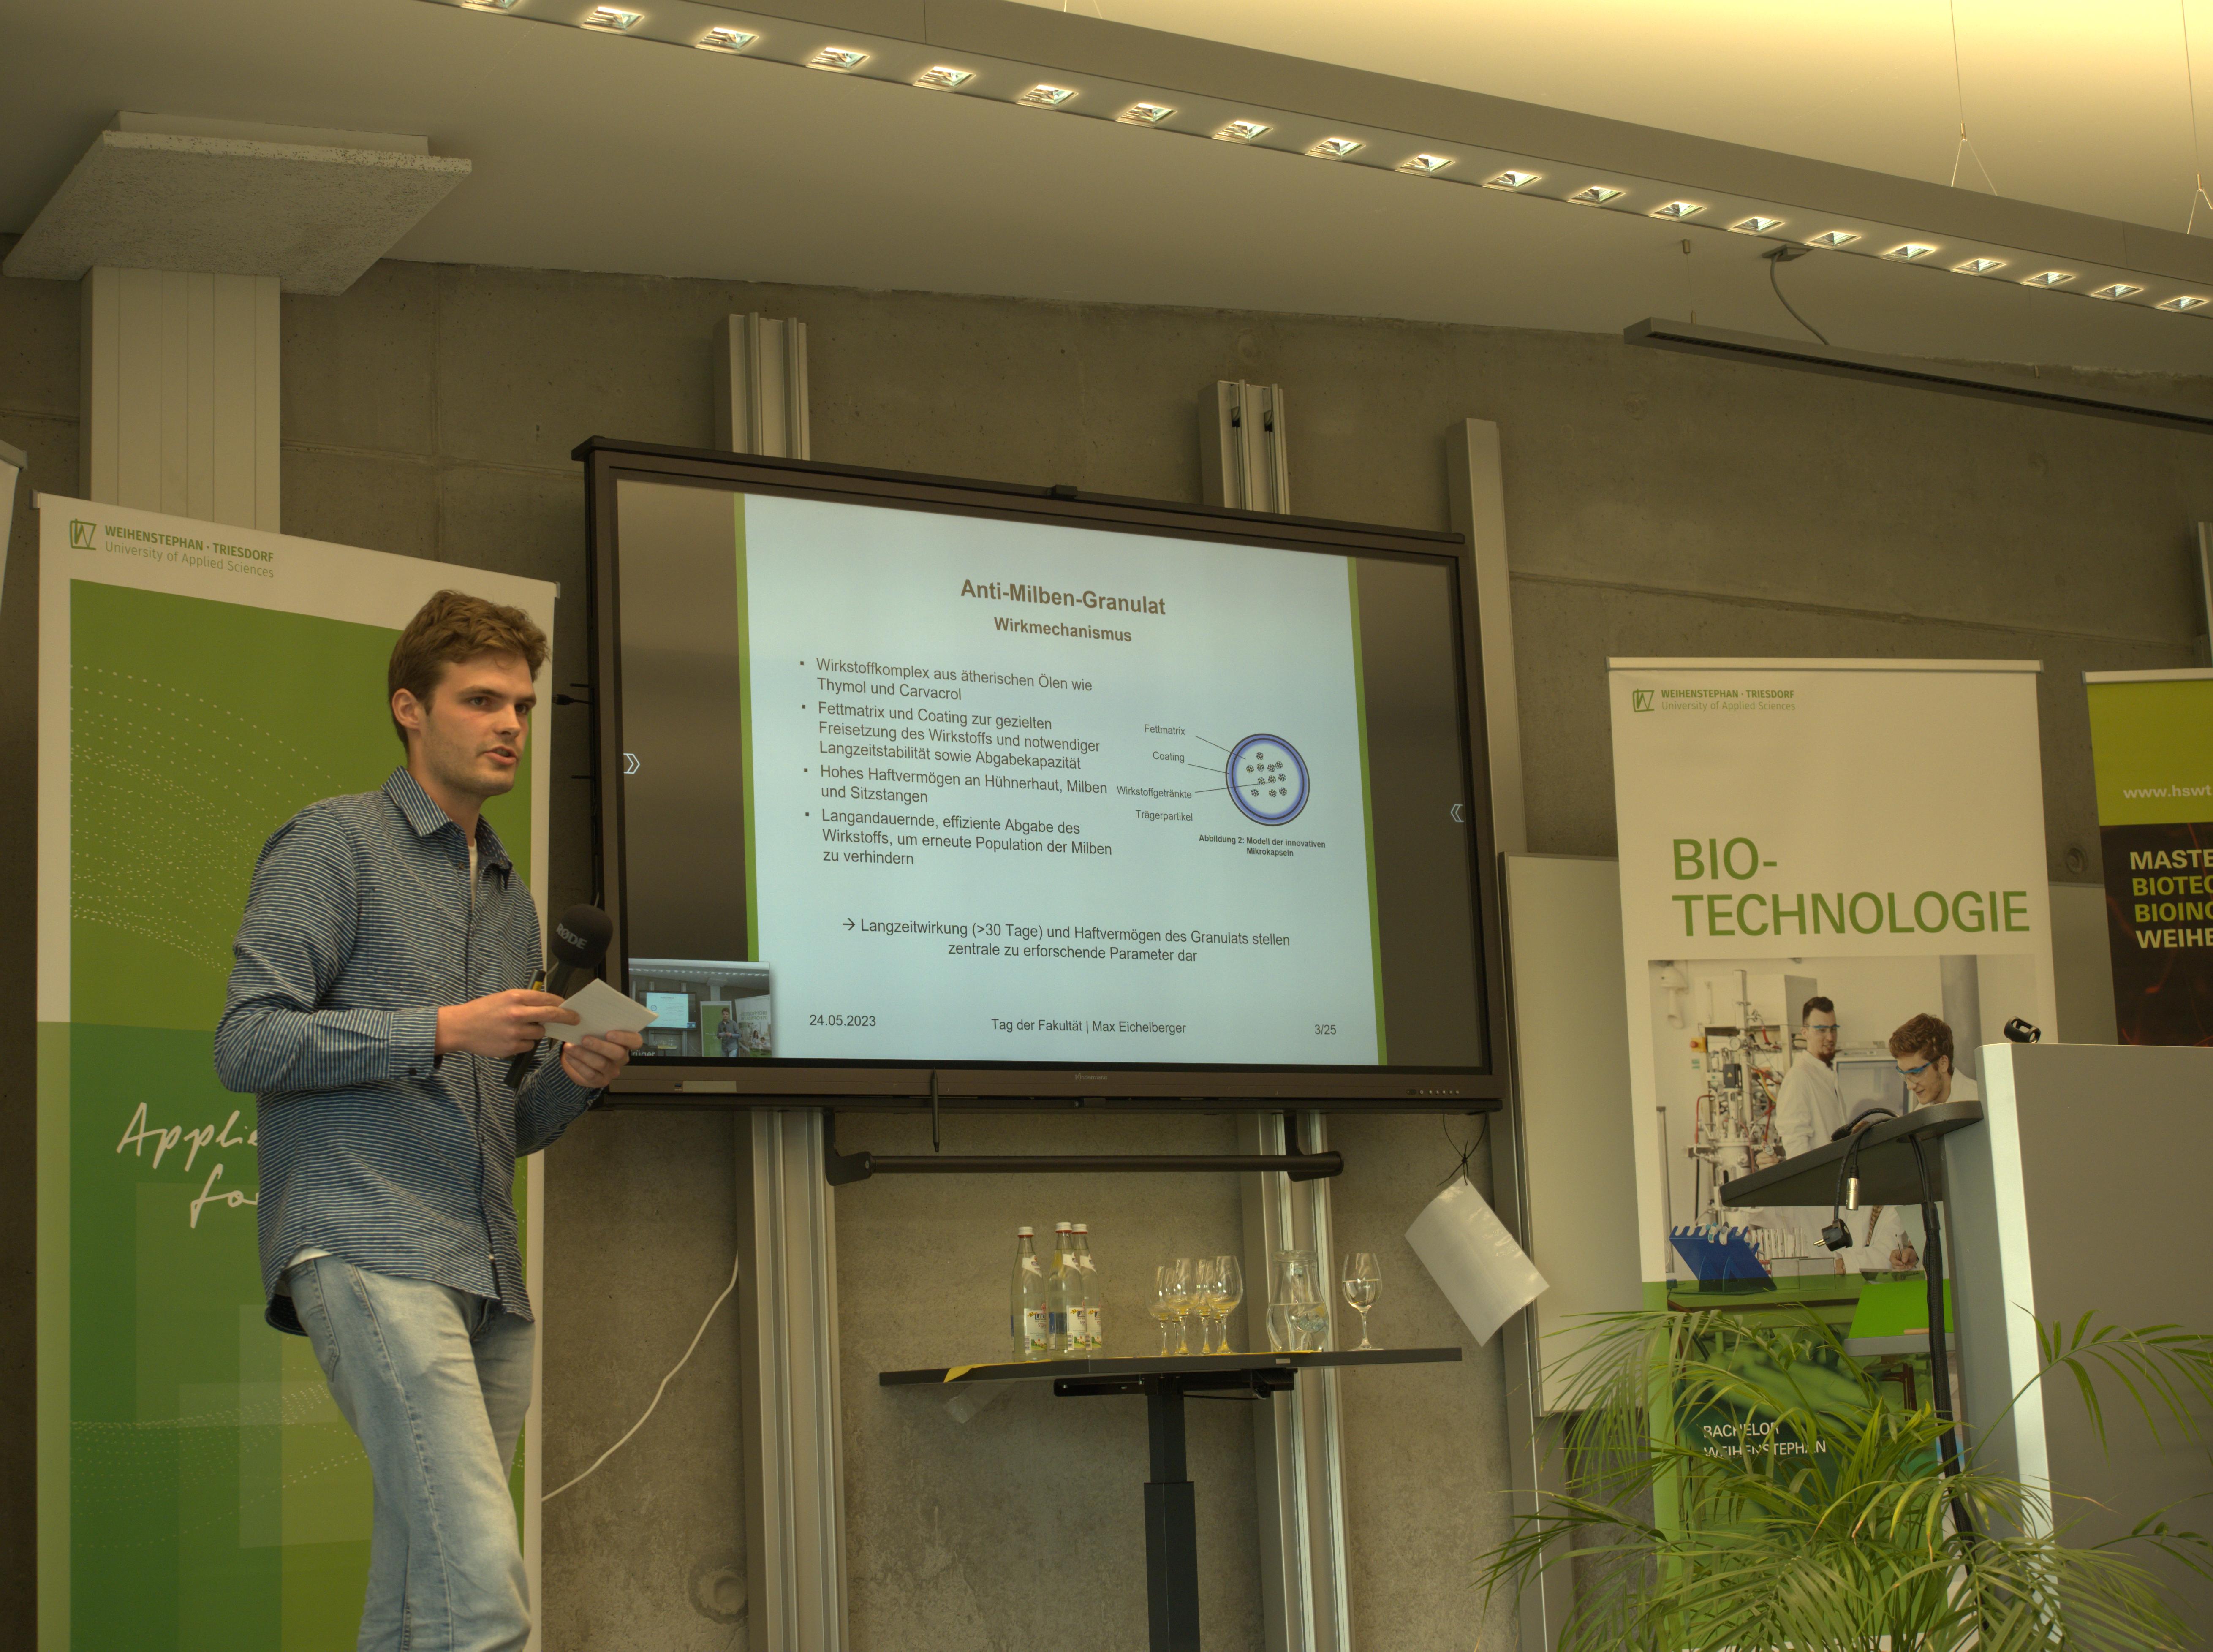 WEIHENSTEPHAN · TRIESDORF
University of Applied Sciences
Applie
for
RØDE
Anti-Milben-Granulat
Wirkmechanismus
▪ Wirkstoffkomplex aus ätherischen Ölen wie
Thymol und Carvacrol
▪ Fettmatrix und Coating zur gezielten
Freisetzung des Wirkstoffs und notwendiger
Langzeitstabilität sowie Abgabekapazität
▪ Hohes Haftvermögen an Hühnerhaut, Milben
und Sitzstangen
▪ Langandauernde, effiziente Abgabe des
Wirkstoffs, um erneute Population der Milben
zu verhindern
Fettmatrix
Coating
Wirkstoffgetränkte
Trägerpartikel
Abbildung 2: Modell der innovativen
Mikrokapseln
→ Langzeitwirkung (>30 Tage) und Haftvermögen des Granulats stellen
zentrale zu erforschende Parameter dar
24.05.2023
Tag der Fakultät | Max Eichelberger
3/25
WEIHENSTEPHAN · TRIESDORF
University of Applied Sciences
BIO-
TECHNOLOGIE
BACHELOR
WEIHENSTEPHAN
www.hswt
MASTE
BIOTEC
BIOINO
WEIHE